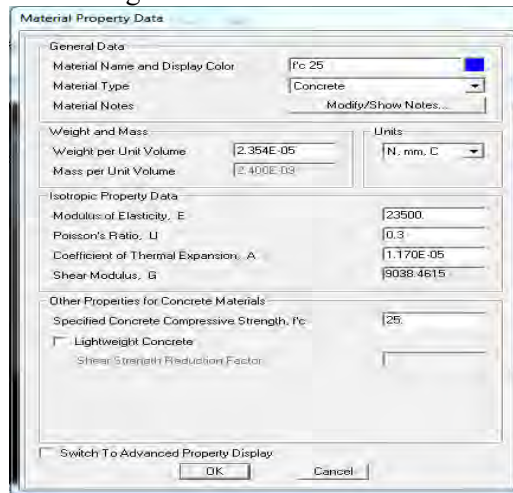 Material Property Data
General Data
Material Name and Display Color f'c 25
Material Type Concrete
Material Notes Modify/Show Notes...
Weight and Mass Units
Weight per Unit Volume 2.354E-05 N, mm, C
Mass per Unit Volume 2.400E-09
Isotropic Property Data
Modulus of Elasticity, E 23500.
Poisson's Ratio, U 0.3
Coefficient of Thermal Expansion, A 1.170E-05
Shear Modulus, G 9038.4615
Other Properties for Concrete Materials
Specified Concrete Compressive Strength, f'c 25.
Lightweight Concrete
Shear Strength Reduction Factor
Switch To Advanced Property Display
OK Cancel